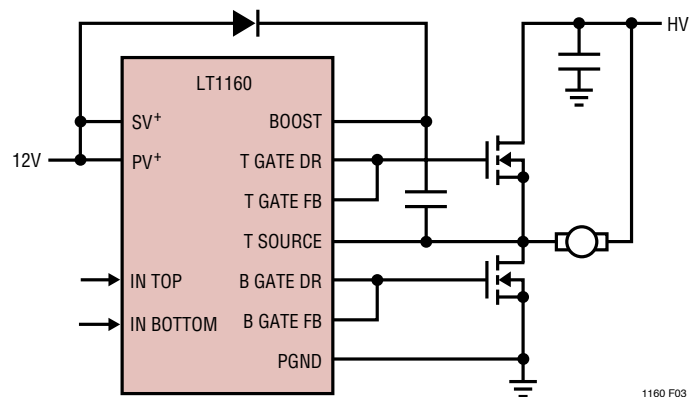 HV
LT1160
SV+
BOOST
12V
PV+
T GATE DR
T GATE FB
T SOURCE
IN TOP
B GATE DR
IN BOTTOM
B GATE FB
PGND
1160 F03